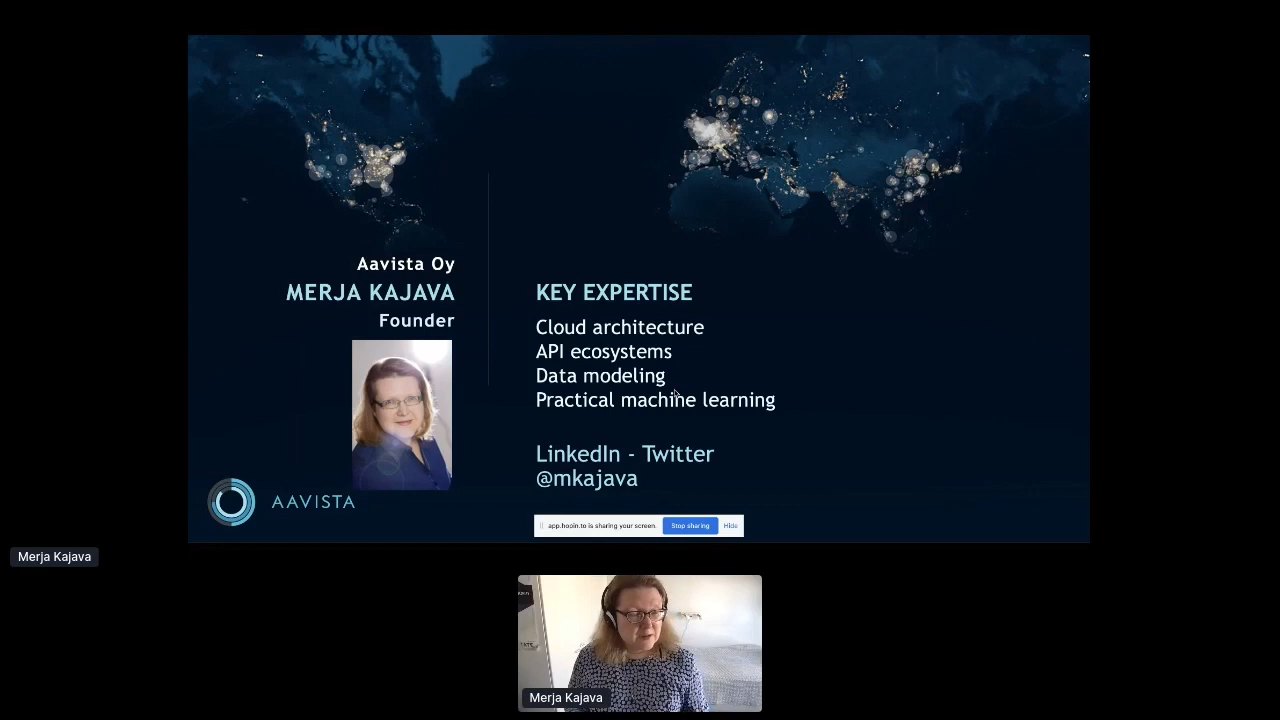 Aavista Oy
MERJA KAJAVA
Founder
KEY EXPERTISE
Cloud architecture
API ecosystems
Data modeling
Practical machine learning
LinkedIn - Twitter
@mkajava
AAVISTA
app.hopin.to is sharing your screen.
Stop sharing
Hide
Merja Kajava
Merja Kajava